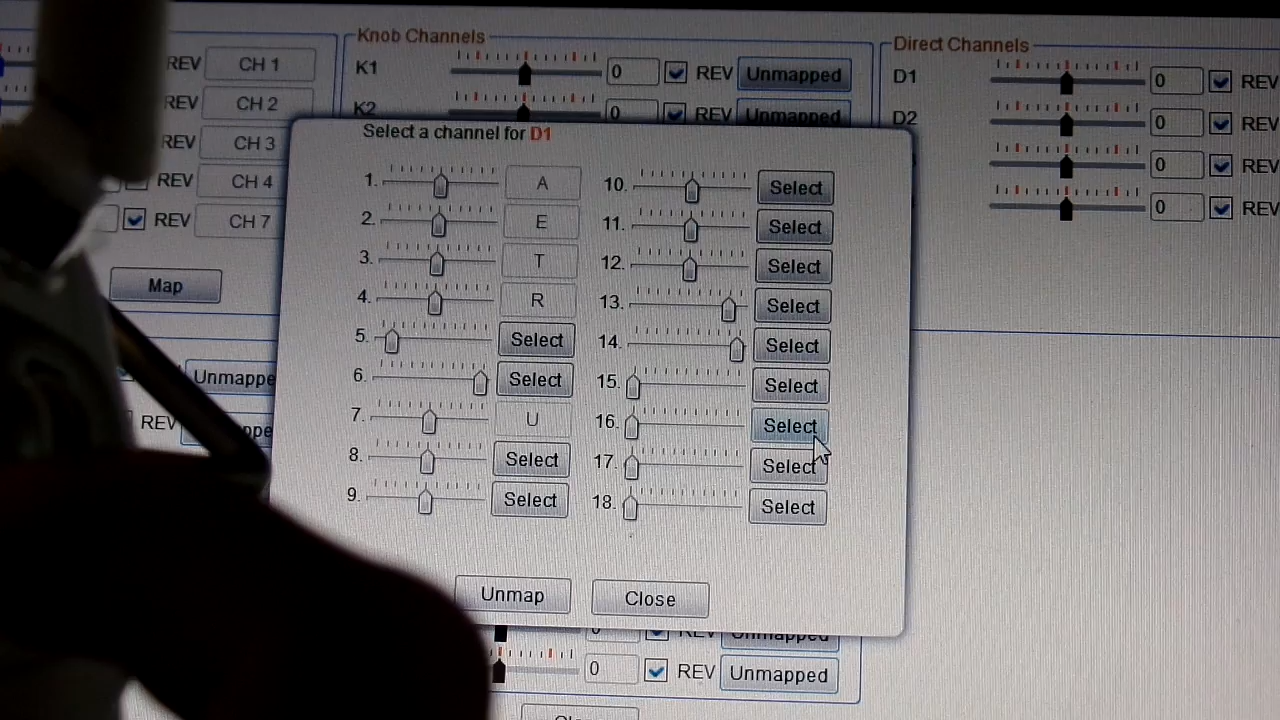 Knob Channels
Direct Channels
REV CH 1
K1 0 REV Unmapped
D1 0 REV
REV CH 2
K2 0 REV Unmapped
D2 0 REV
REV CH 3
0 REV
REV CH 4
0 REV
REV CH 7
Map
Select a channel for D1
1. A
2. E
3. T
4. R
5. Select
6. Select
7. U
8. Select
9. Select
10. Select
11. Select
12. Select
13. Select
14. Select
15. Select
16. Select
17. Select
18. Select
Unmap Close
Unmappe
REV
0 REV Unmapped
0 REV Unmapped